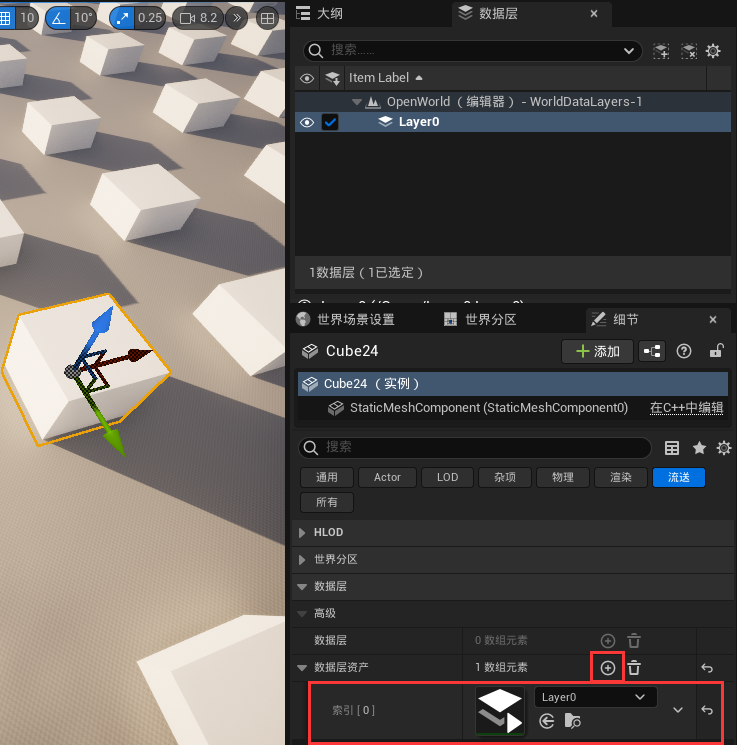 10
10°
0.25
8.2
大纲
数据层
搜索......
Item Label
OpenWorld（编辑器） - WorldDataLayers-1
Layer0
1数据层（1已选定）
世界场景设置
世界分区
细节
Cube24
添加
Cube24 （实例）
StaticMeshComponent (StaticMeshComponent0)
在C++中编辑
搜索
通用
Actor
LOD
杂项
物理
渲染
流送
所有
HLOD
世界分区
数据层
高级
数据层
0 数组元素
数据层资产
1 数组元素
索引 [ 0 ]
Layer0